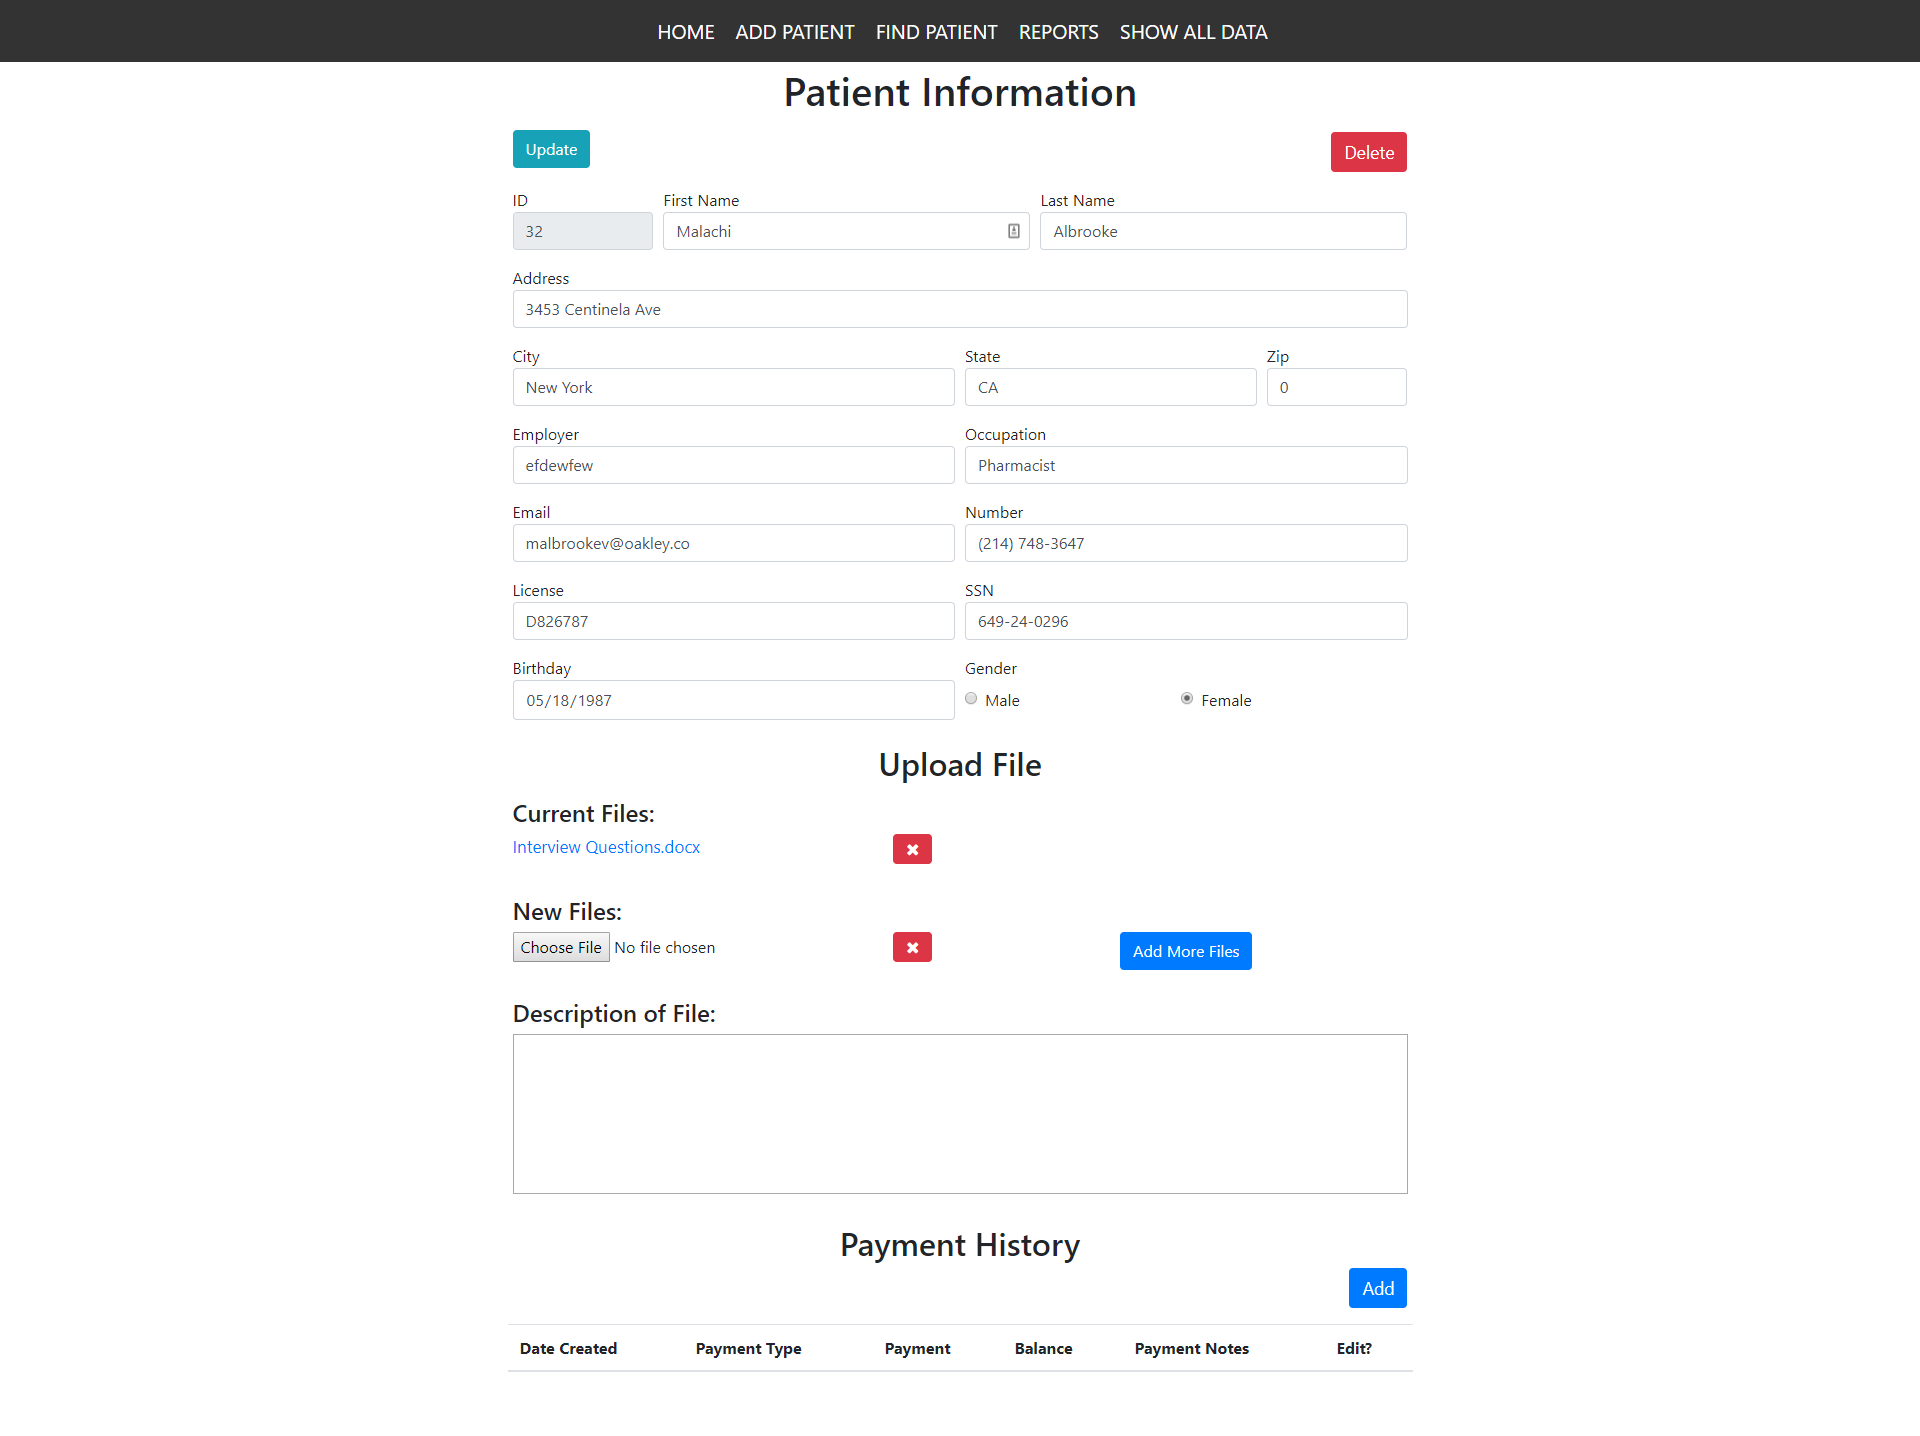 HOME ADD PATIENT FIND PATIENT REPORTS SHOW ALL DATA
Patient Information
Update Delete
ID First Name Last Name
32 Malachi Albrooke
Address
3453 Centinela Ave
City State Zip
New York CA 0
Employer Occupation
efdewfew Pharmacist
Email Number
malbrookev@oakley.co (214) 748-3647
License SSN
D826787 649-24-0296
Birthday Gender
05/18/1987 Male Female
Upload File
Current Files:
Interview Questions.docx
New Files:
Choose File No file chosen Add More Files
Description of File:
Payment History
Add
Date Created Payment Type Payment Balance Payment Notes Edit?